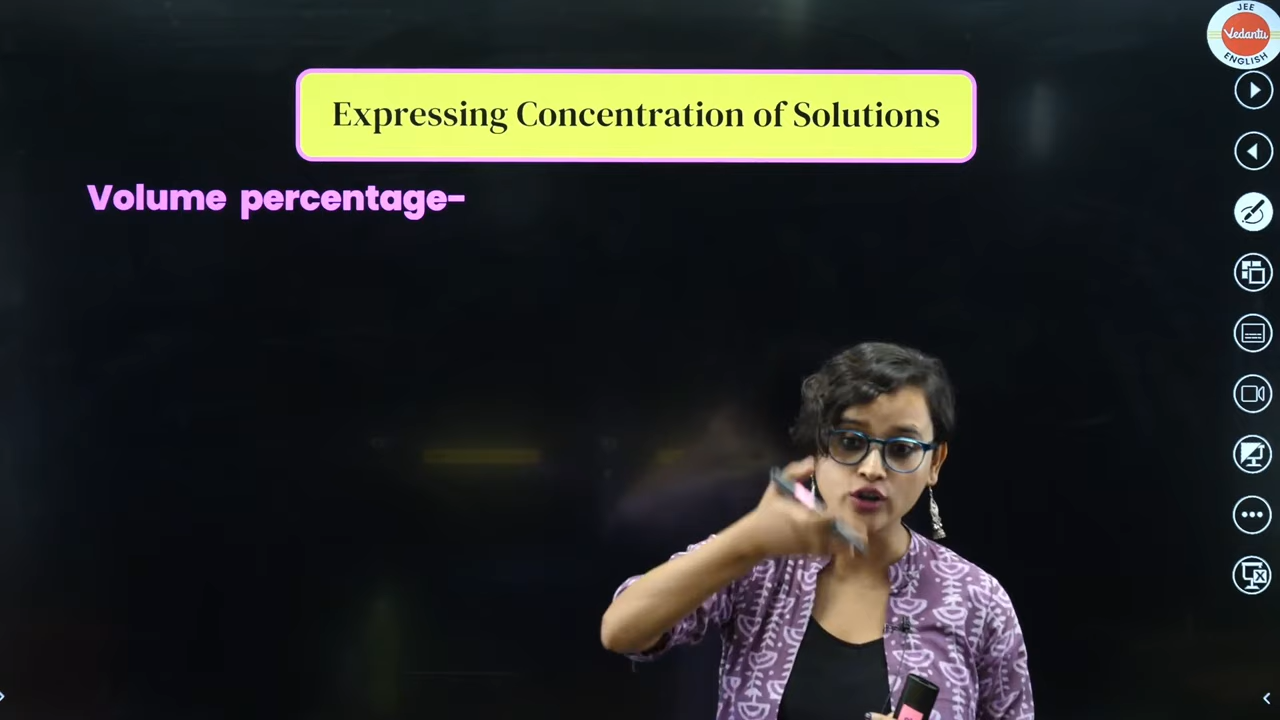 JEE
Vedantu
ENGLISH
Expressing Concentration of Solutions
Volume percentage-